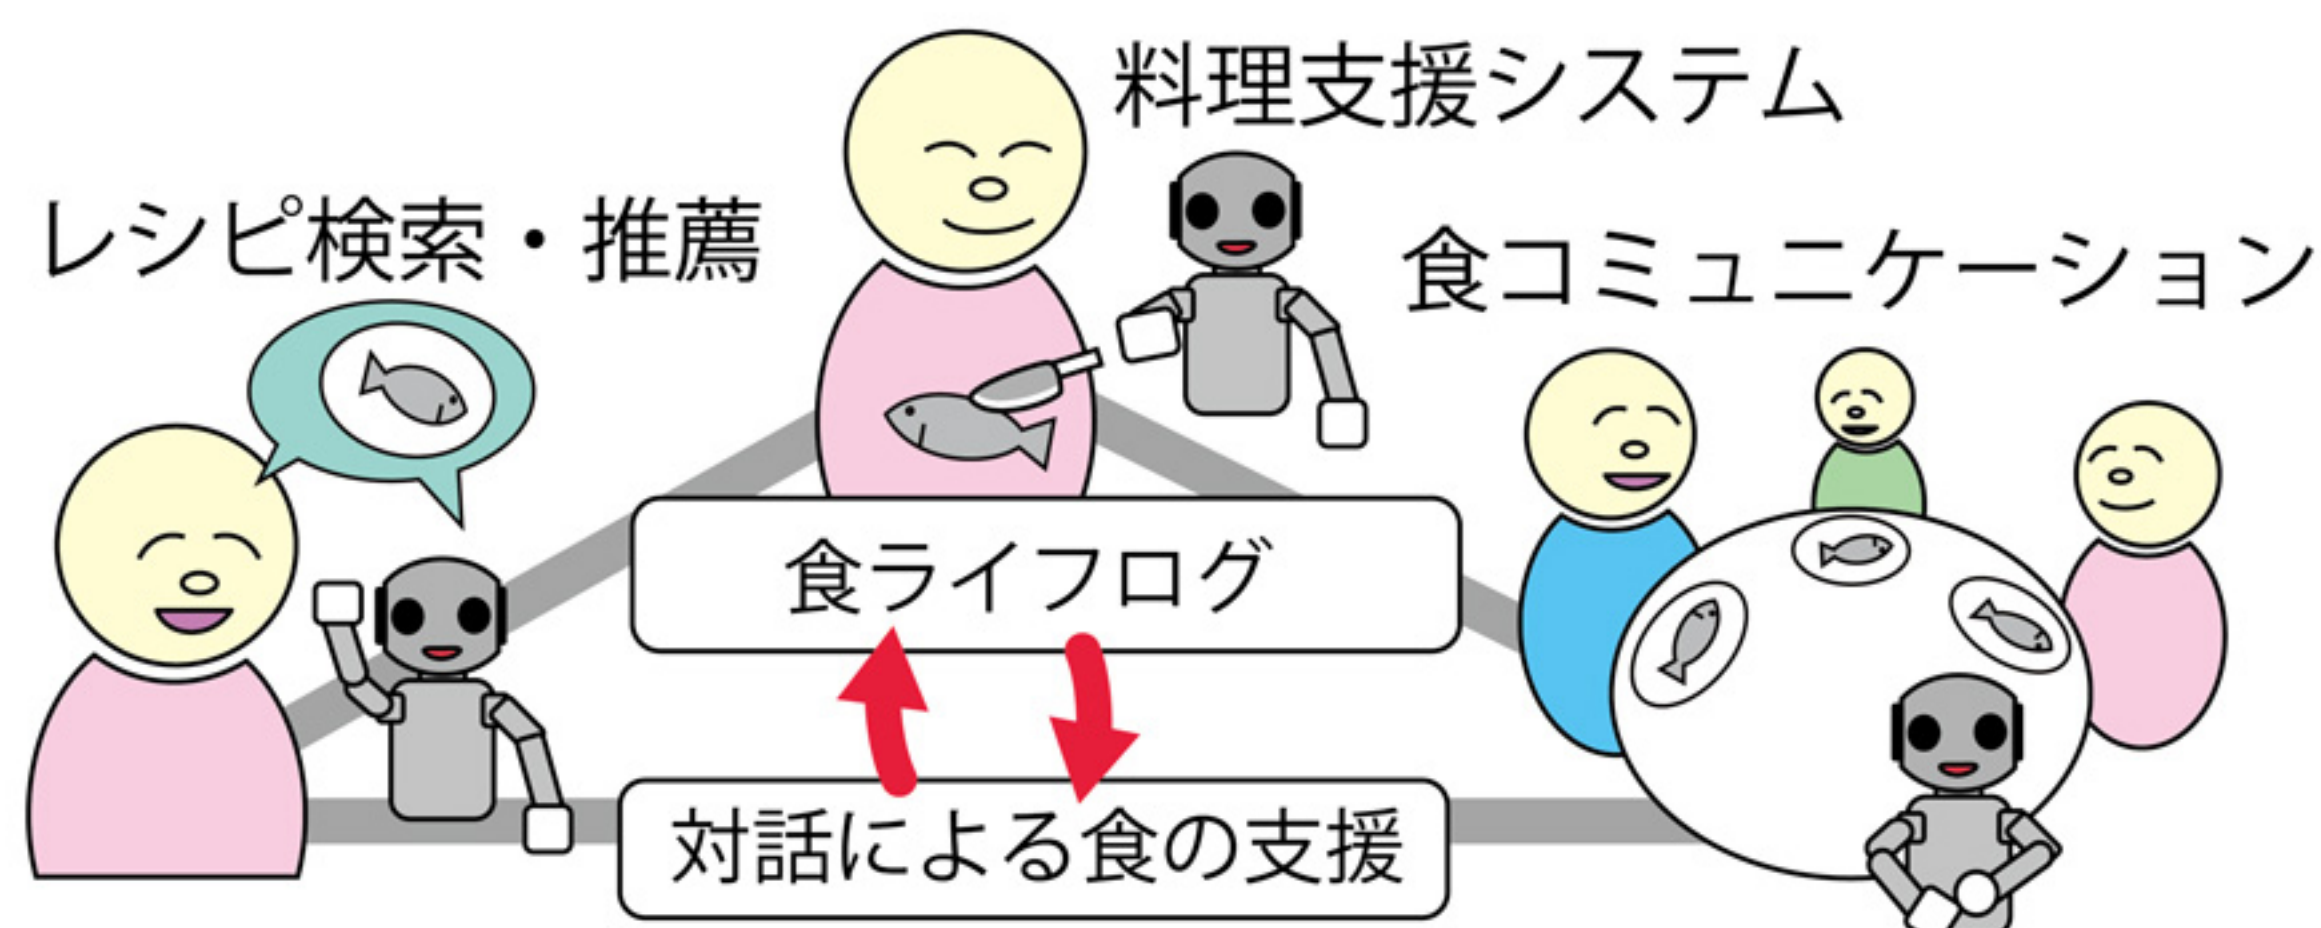 料理支援システム
レシピ検索・推薦
食コミュニケーション
食ライフログ
対話による食の支援